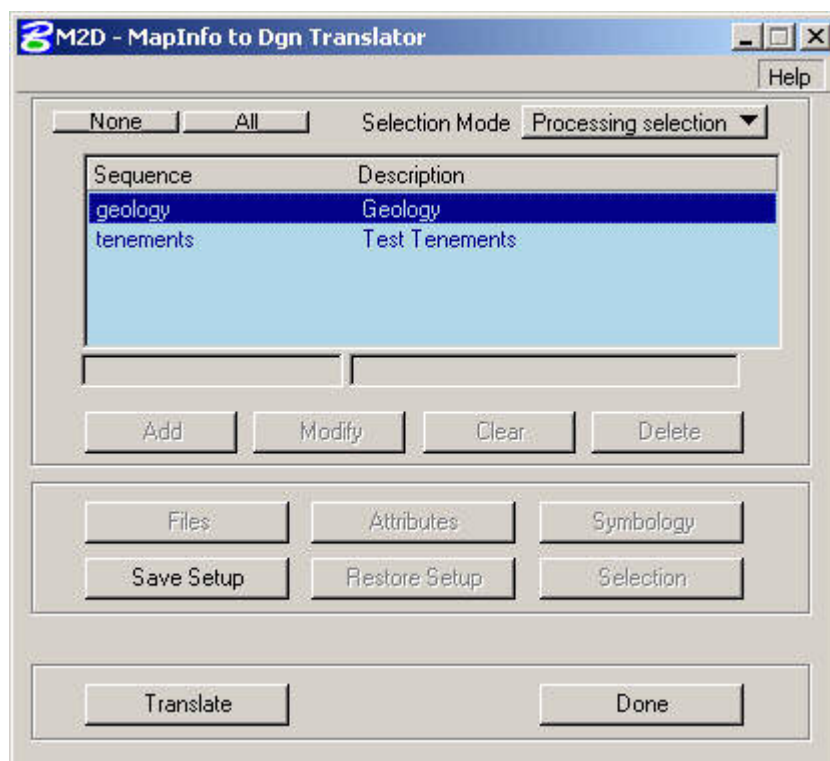 M2D - MapInfo to Dgn Translator
Help
None All Selection Mode Processing selection
Sequence Description
geology Geology
tenements Test Tenements
Add Modify Clear Delete
Files Attributes Symbology
Save Setup Restore Setup Selection
Translate Done